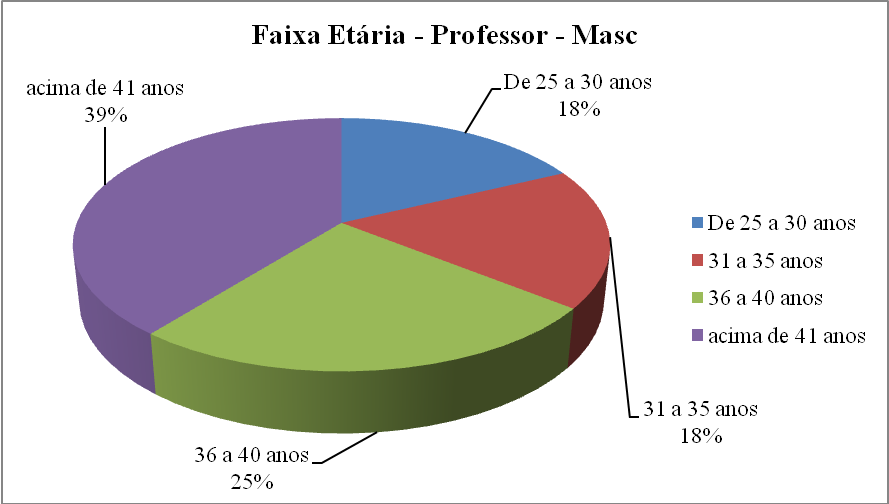 Faixa Etária - Professor - Masc
De 25 a 30 anos
18%
acima de 41 anos
39%
De 25 a 30 anos
31 a 35 anos
36 a 40 anos
acima de 41 anos
31 a 35 anos
18%
36 a 40 anos
25%